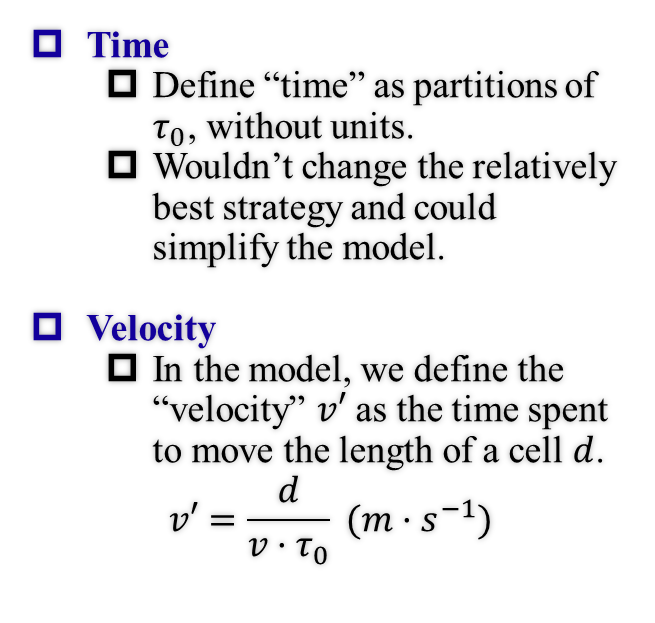 Time
Define “time” as partitions of
τ₀, without units.
Wouldn’t change the relatively
best strategy and could
simplify the model.
Velocity
In the model, we define the
“velocity” v′ as the time spent
to move the length of a cell d.
v′ = d / (v · τ₀) (m · s⁻¹)